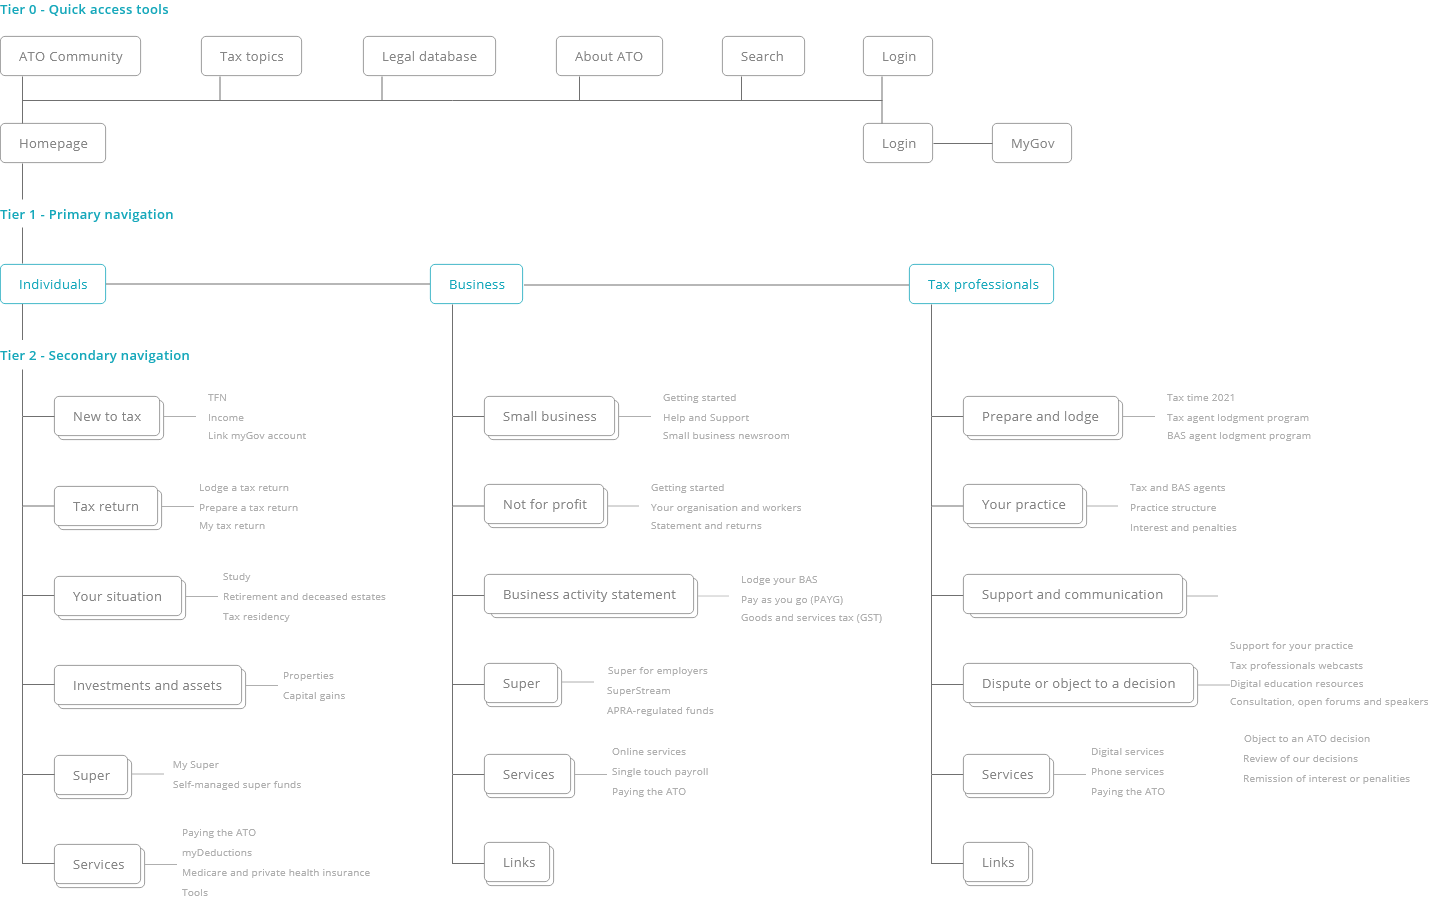 Tier 0 - Quick access tools
ATO Community
Tax topics
Legal database
About ATO
Search
Login
Homepage
Login
MyGov
Tier 1 - Primary navigation
Individuals
Business
Tax professionals
Tier 2 - Secondary navigation
New to tax
TFN
Income
Link myGov account
Tax return
Lodge a tax return
Prepare a tax return
My tax return
Your situation
Study
Retirement and deceased estates
Tax residency
Investments and assets
Properties
Capital gains
Super
My Super
Self-managed super funds
Services
Paying the ATO
myDeductions
Medicare and private health insurance
Tools
Small business
Getting started
Help and Support
Small business newsroom
Not for profit
Getting started
Your organisation and workers
Statement and returns
Business activity statement
Lodge your BAS
Pay as you go (PAYG)
Goods and services tax (GST)
Super
Super for employers
SuperStream
APRA-regulated funds
Services
Online services
Single touch payroll
Paying the ATO
Links
Prepare and lodge
Tax time 2021
Tax agent lodgment program
BAS agent lodgment program
Your practice
Tax and BAS agents
Practice structure
Interest and penalties
Support and communication
Dispute or object to a decision
Support for your practice
Tax professionals webcasts
Digital education resources
Consultation, open forums and speakers
Services
Digital services
Phone services
Paying the ATO
Object to an ATO decision
Review of our decisions
Remission of interest or penalities
Links